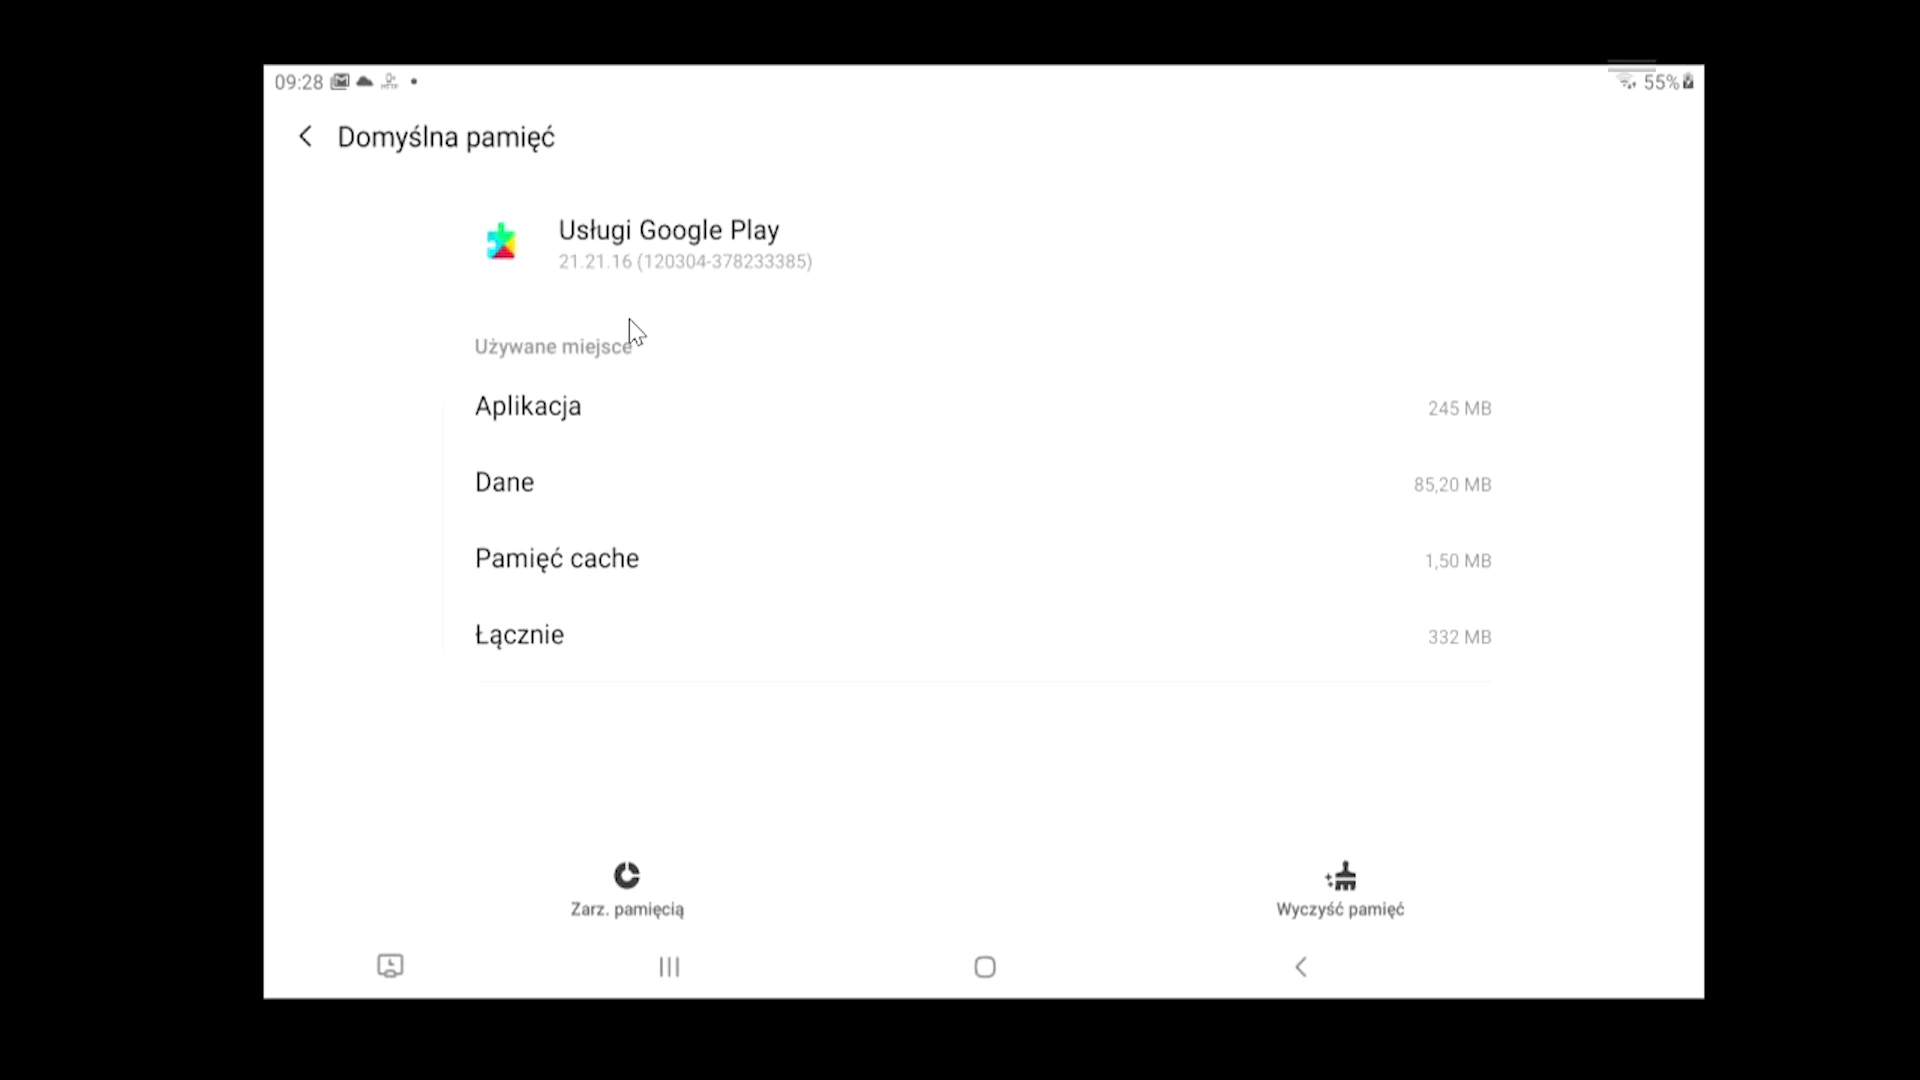 09:28 55%
Domyślna pamięć
Usługi Google Play
21.21.16 (120304-378233385)
Używane miejsce
Aplikacja 245 MB
Dane 85,20 MB
Pamięć cache 1,50 MB
Łącznie 332 MB
Zarz. pamięcią Wyczyść pamięć